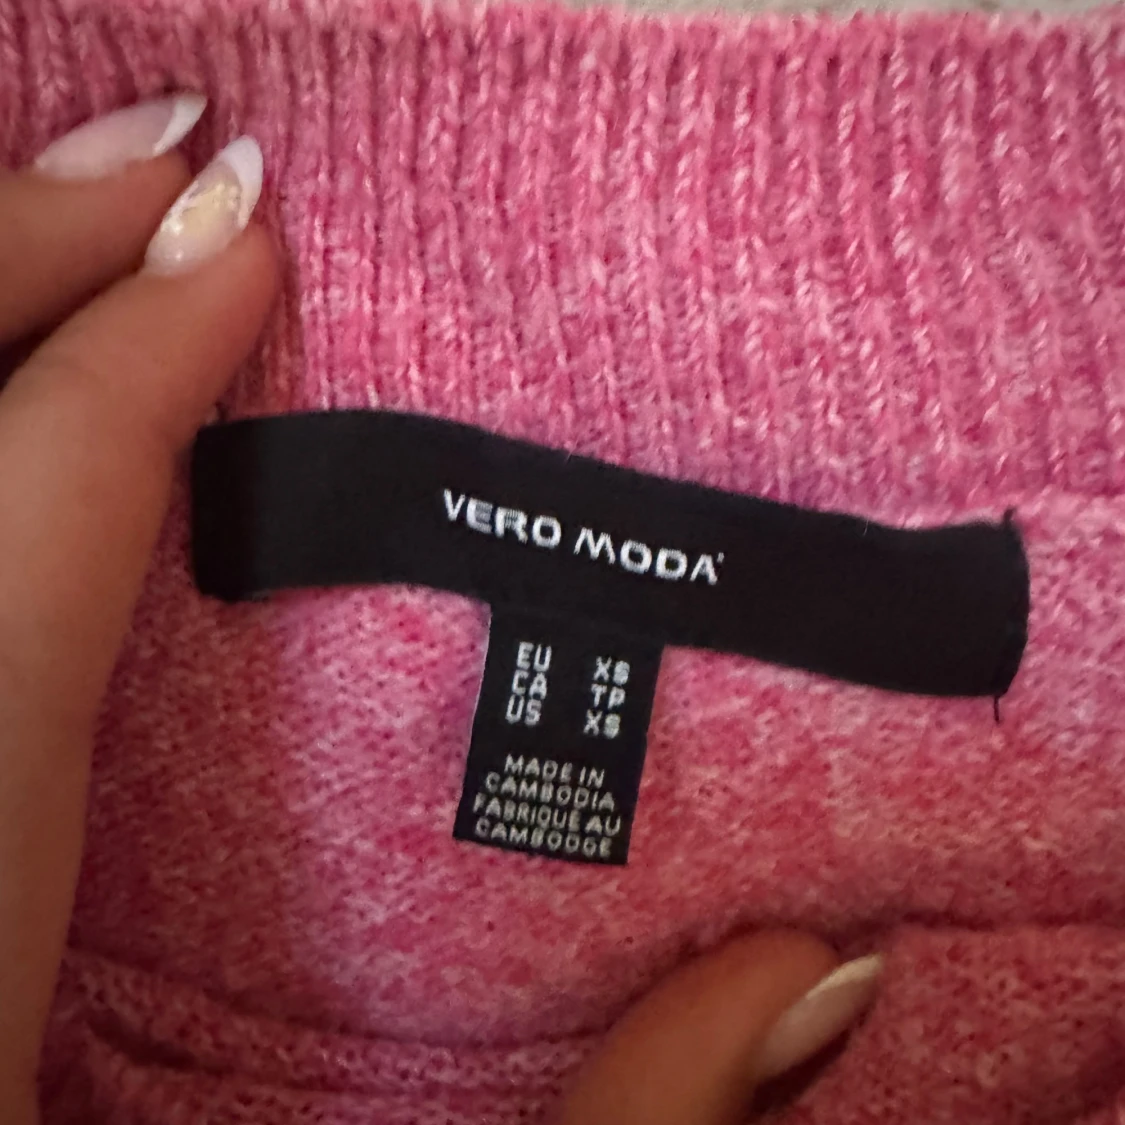 VERO MODA
EU XS
CA TP
US XS
MADE IN
CAMBODIA
FABRIQUÉ AU
CAMBODGE